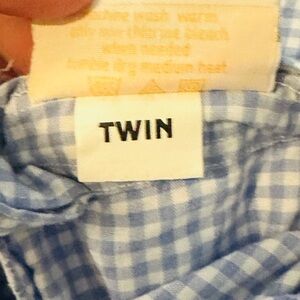 machine wash warm
only non chlorine bleach
when needed
tumble dry medium heat
TWIN